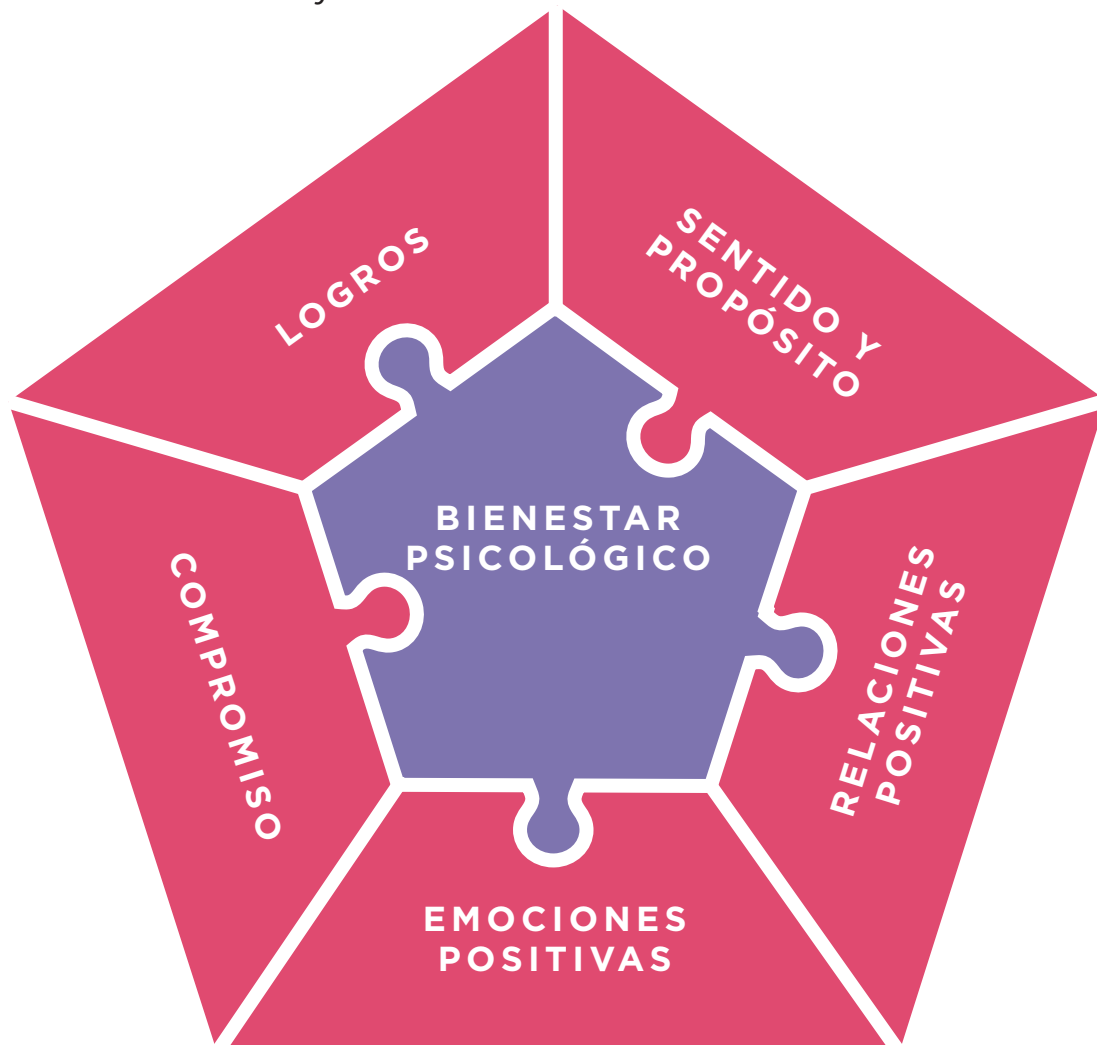 y
LOGROS
SENTIDO Y
PROPÓSITO
BIENESTAR
PSICOLÓGICO
COMPROMISO
RELACIONES
POSITIVAS
EMOCIONES
POSITIVAS